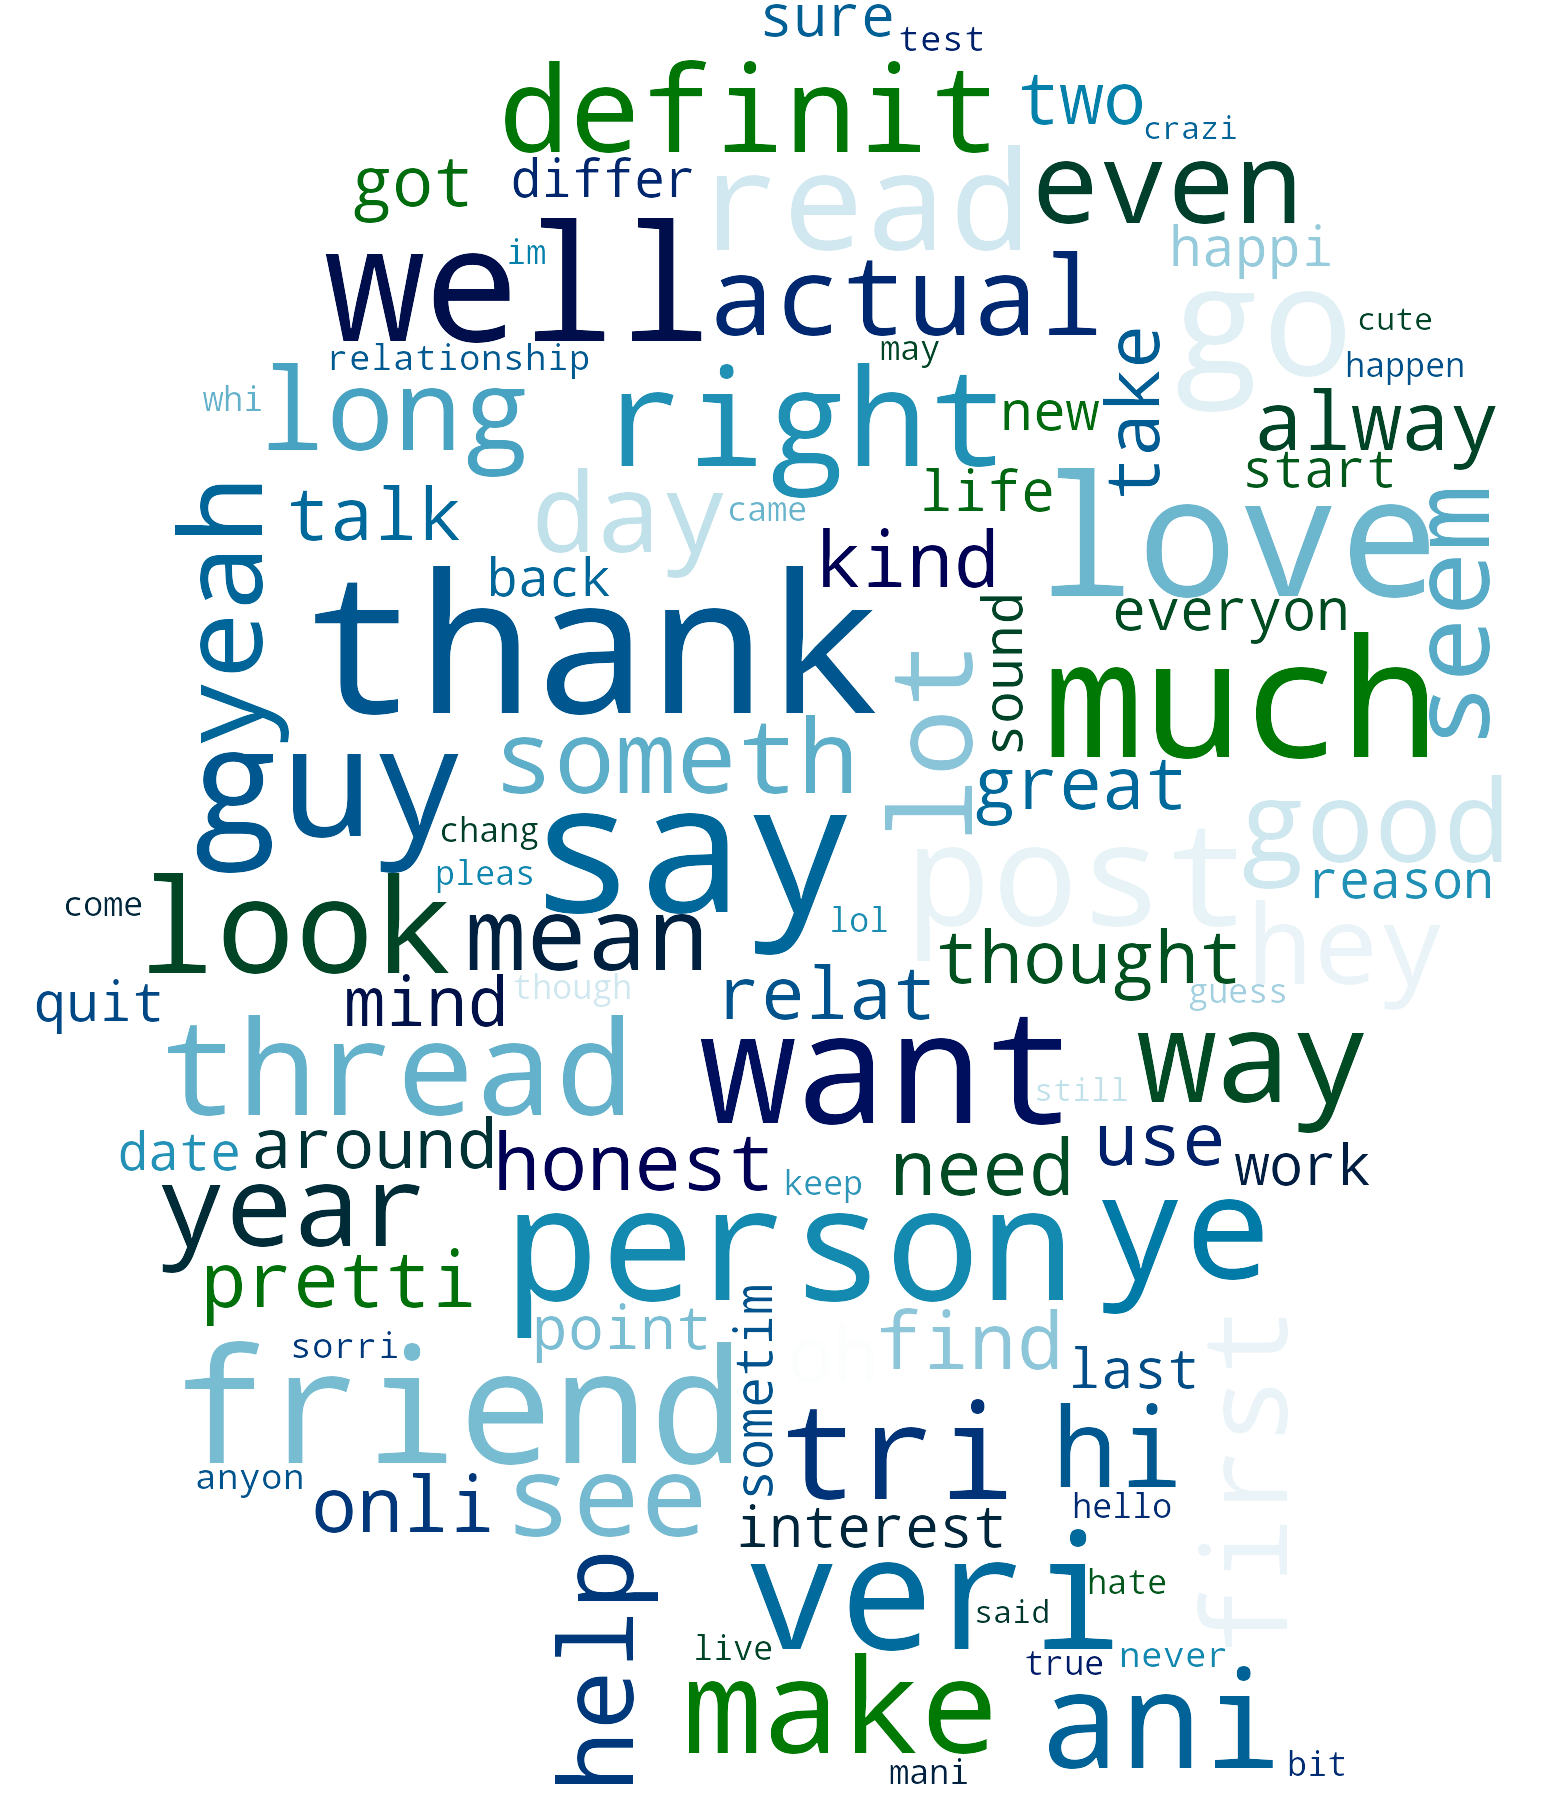 sure
test
definit
two
crazi
got
differ
read
even
well
im
actual
happi
go
cute
relationship
may
take
happen
whi
long
right
new
alway
start
yeah
talk
day
came
life
love
seem
back
kind
thank
sound
everyon
lot
much
guy
someth
great
good
chang
say
post
pleas
reason
come
look
mean
lol
thought
hey
quit
mind
though
relat
guess
thread
want
still
way
date
around
honest
keep
need
use
work
year
person
ye
pretti
point
sometim
oh
find
first
sorri
friend
last
tri
hi
anyon
onli
see
hello
interest
help
veri
hate
said
live
true
never
make
ani
mani
bit